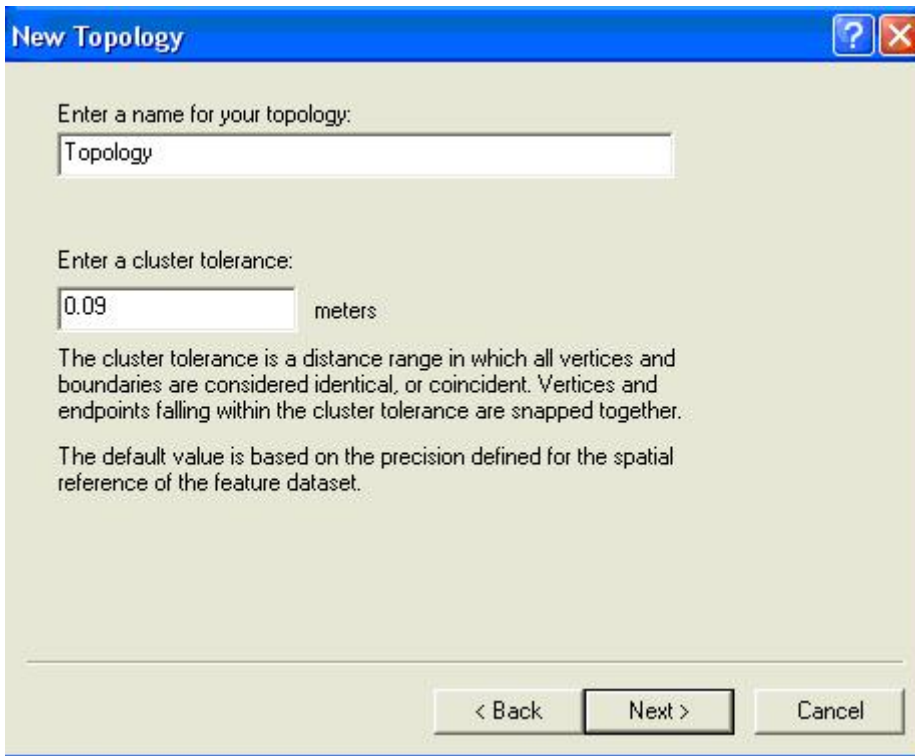 New Topology
Enter a name for your topology:
Topology
Enter a cluster tolerance:
0.09 meters
The cluster tolerance is a distance range in which all vertices and
boundaries are considered identical, or coincident. Vertices and
endpoints falling within the cluster tolerance are snapped together.
The default value is based on the precision defined for the spatial
reference of the feature dataset.
< Back Next > Cancel